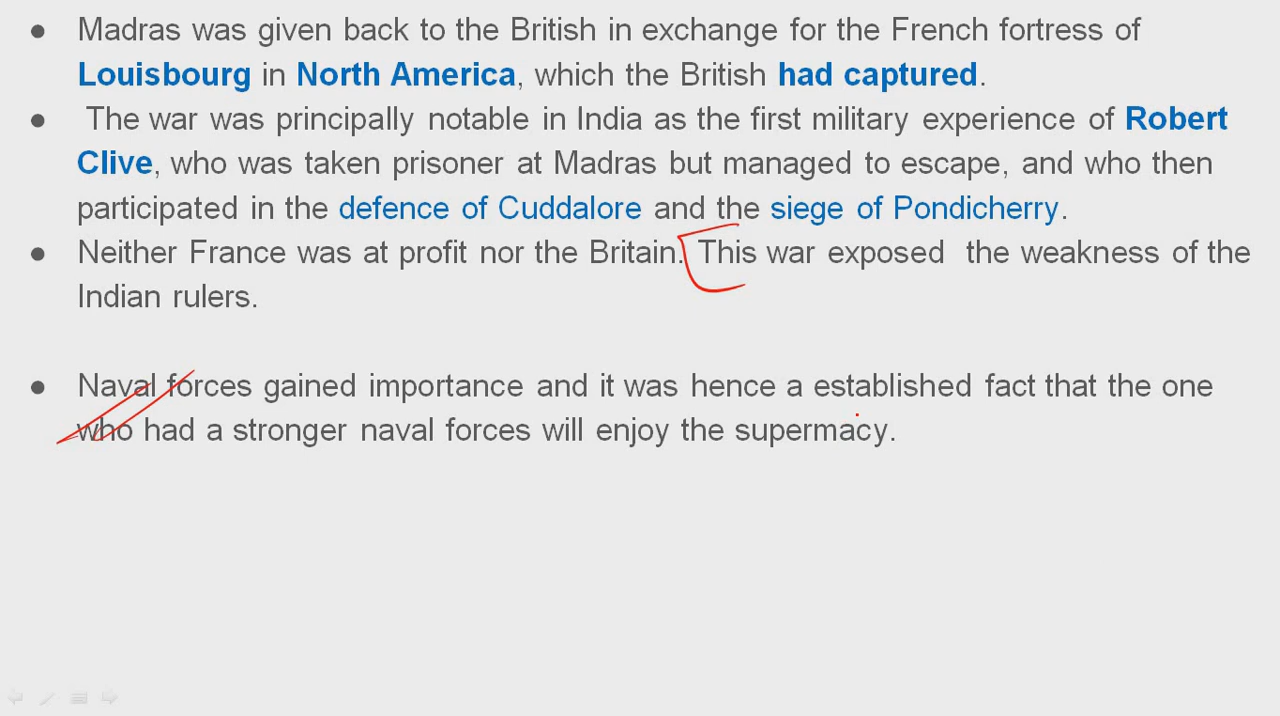 ● Madras was given back to the British in exchange for the French fortress of
Louisbourg in North America, which the British had captured.
● The war was principally notable in India as the first military experience of Robert
Clive, who was taken prisoner at Madras but managed to escape, and who then
participated in the defence of Cuddalore and the siege of Pondicherry.
● Neither France was at profit nor the Britain. This war exposed the weakness of the
Indian rulers.
● Naval forces gained importance and it was hence a established fact that the one
who had a stronger naval forces will enjoy the supermacy.